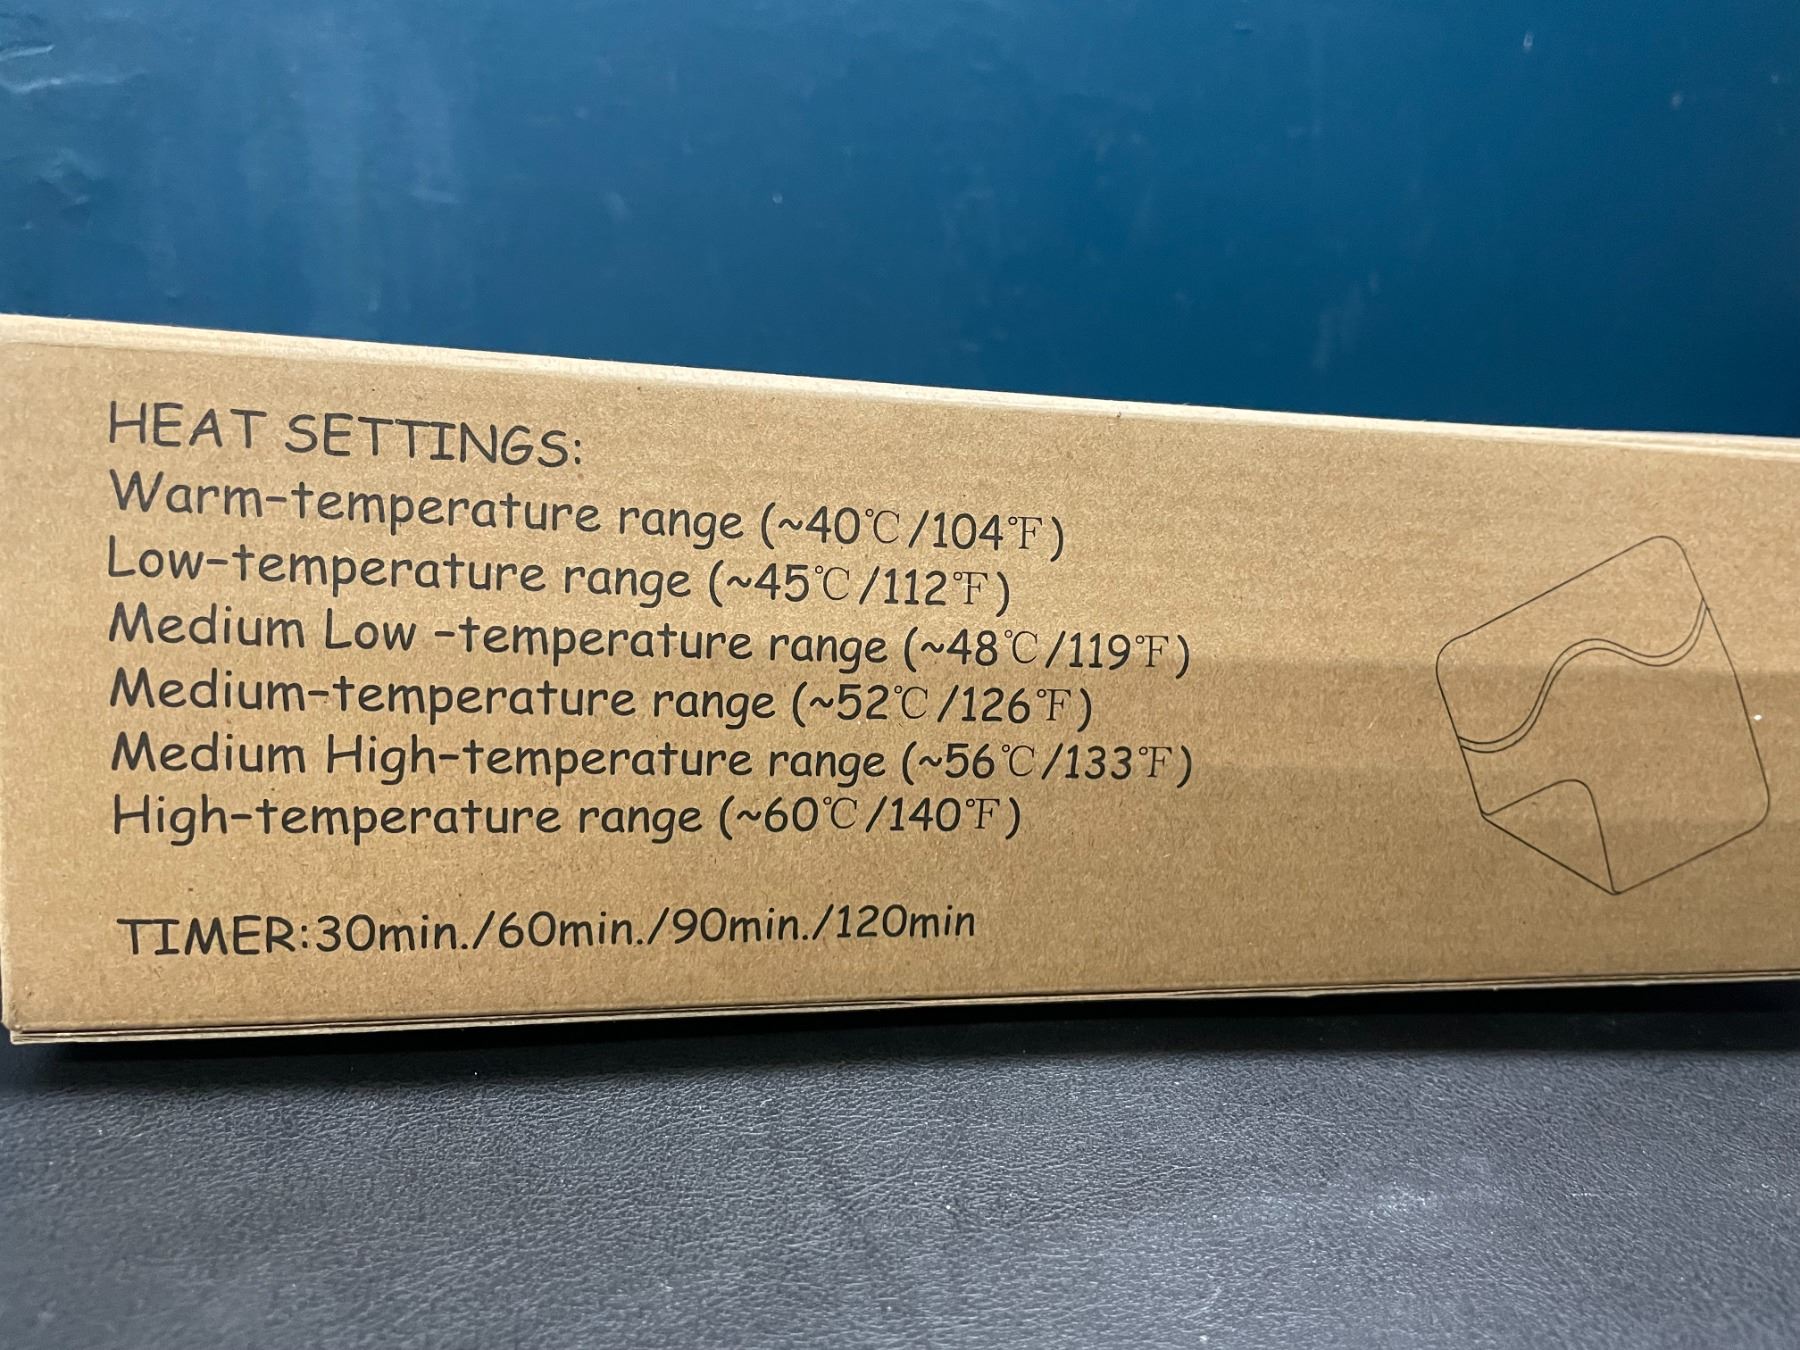 HEAT SETTINGS:
Warm-temperature range (~40℃/104℉)
Low-temperature range (~45℃/112℉)
Medium Low -temperature range (~48℃/119℉)
Medium-temperature range (~52℃/126℉)
Medium High-temperature range (~56℃/133℉)
High-temperature range (~60℃/140℉)
TIMER:30min./60min./90min./120min